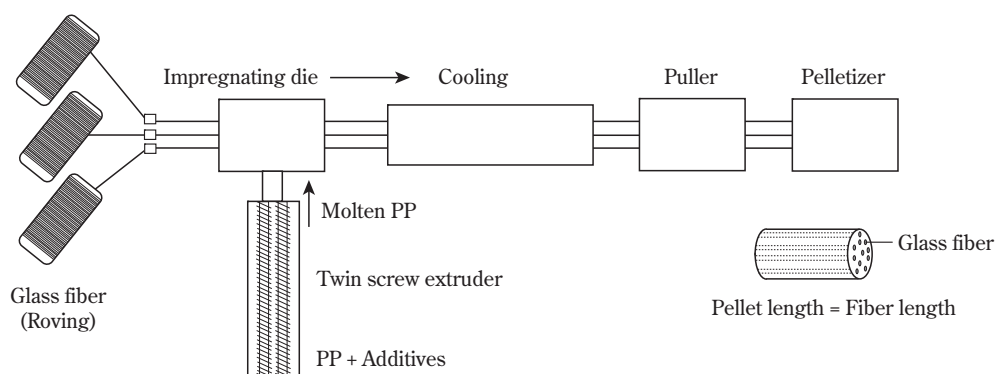 Impregnating die
Cooling
Puller
Pelletizer
Molten PP
Glass fiber
Twin screw extruder
Glass fiber
(Roving)
Pellet length = Fiber length
PP + Additives